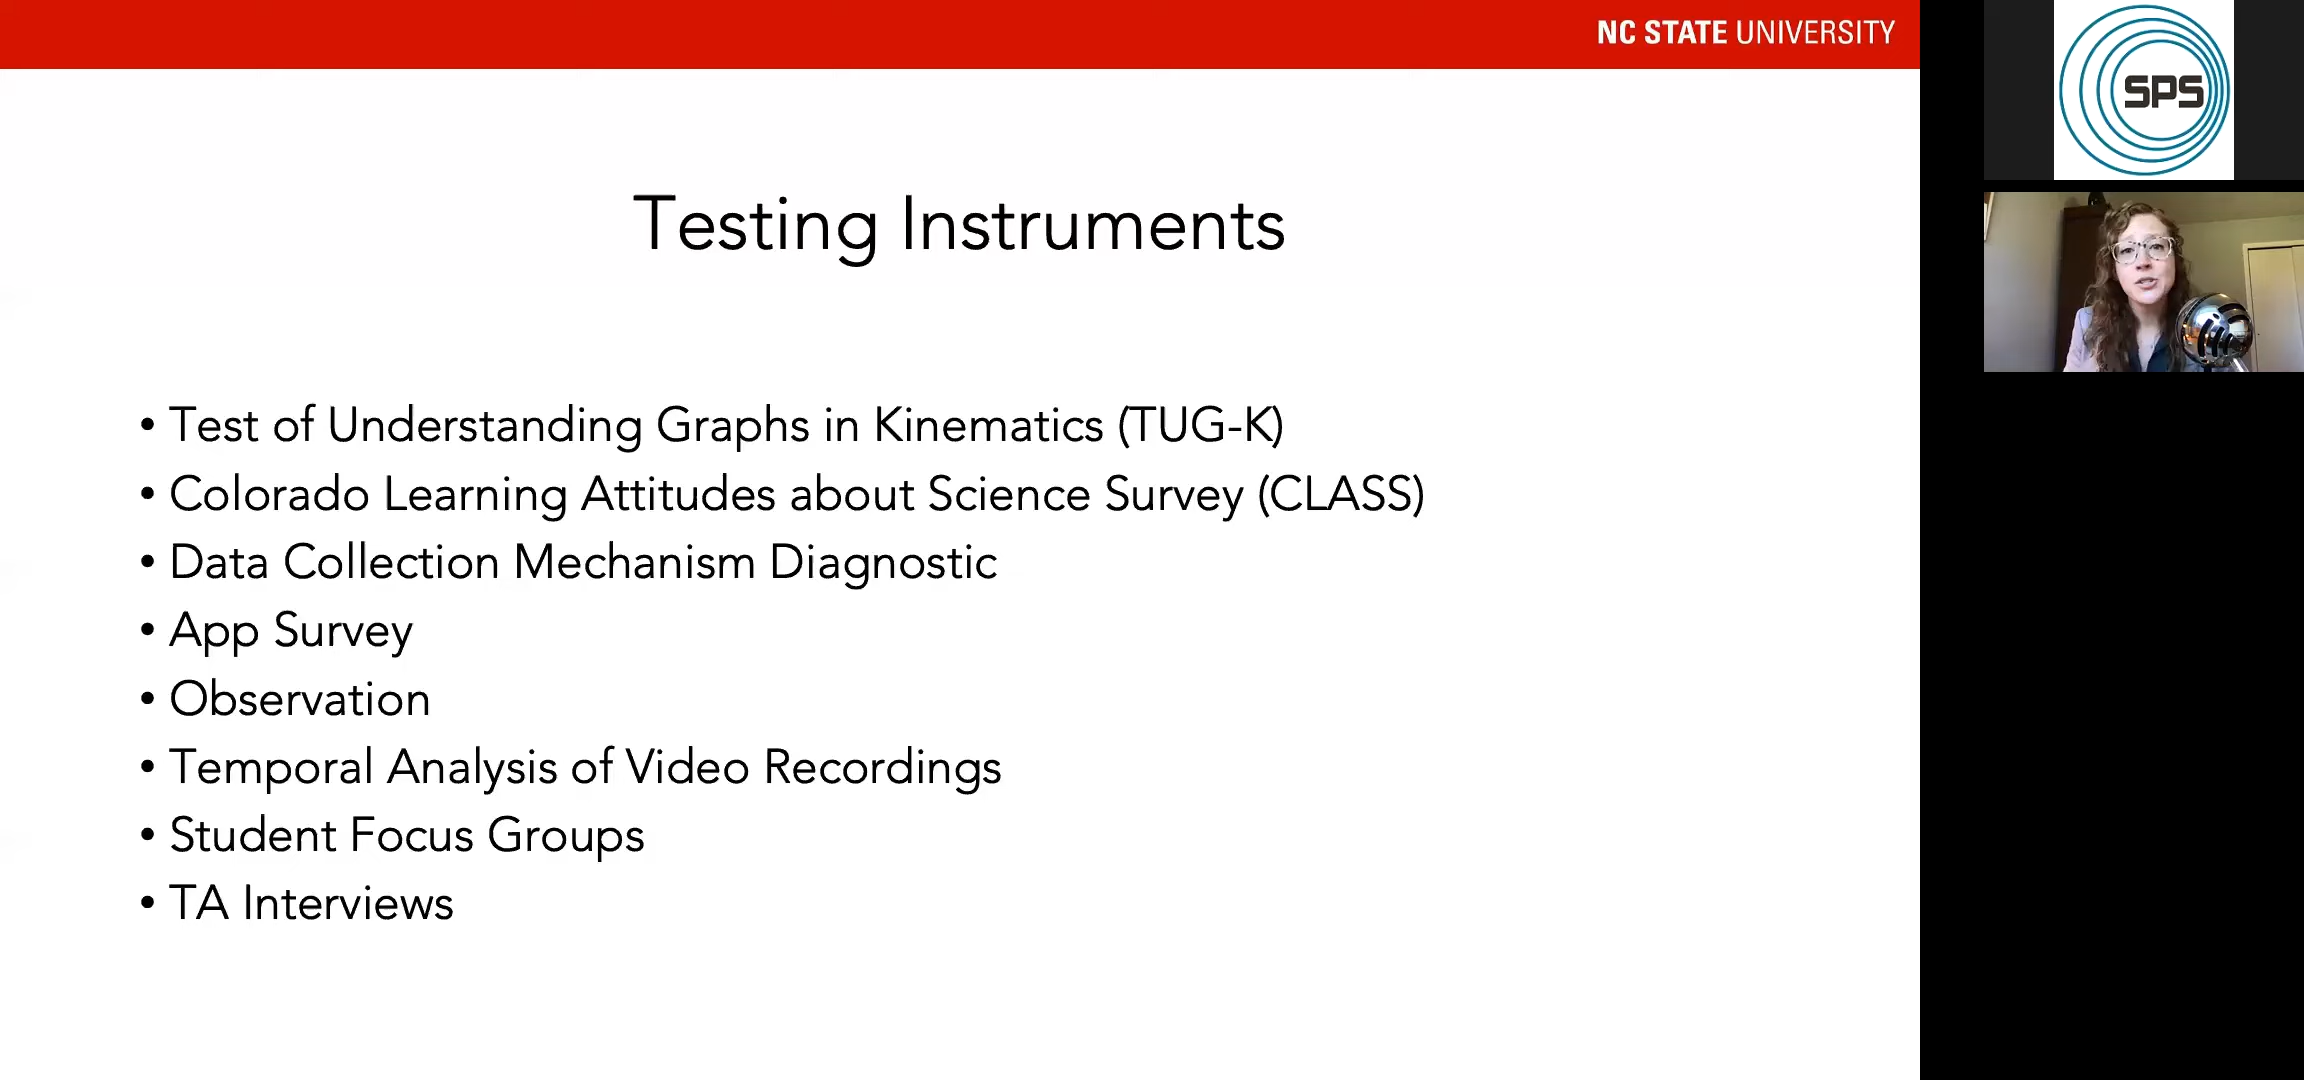 NC STATE UNIVERSITY
SPS
Testing Instruments
• Test of Understanding Graphs in Kinematics (TUG-K)
• Colorado Learning Attitudes about Science Survey (CLASS)
• Data Collection Mechanism Diagnostic
• App Survey
• Observation
• Temporal Analysis of Video Recordings
• Student Focus Groups
• TA Interviews